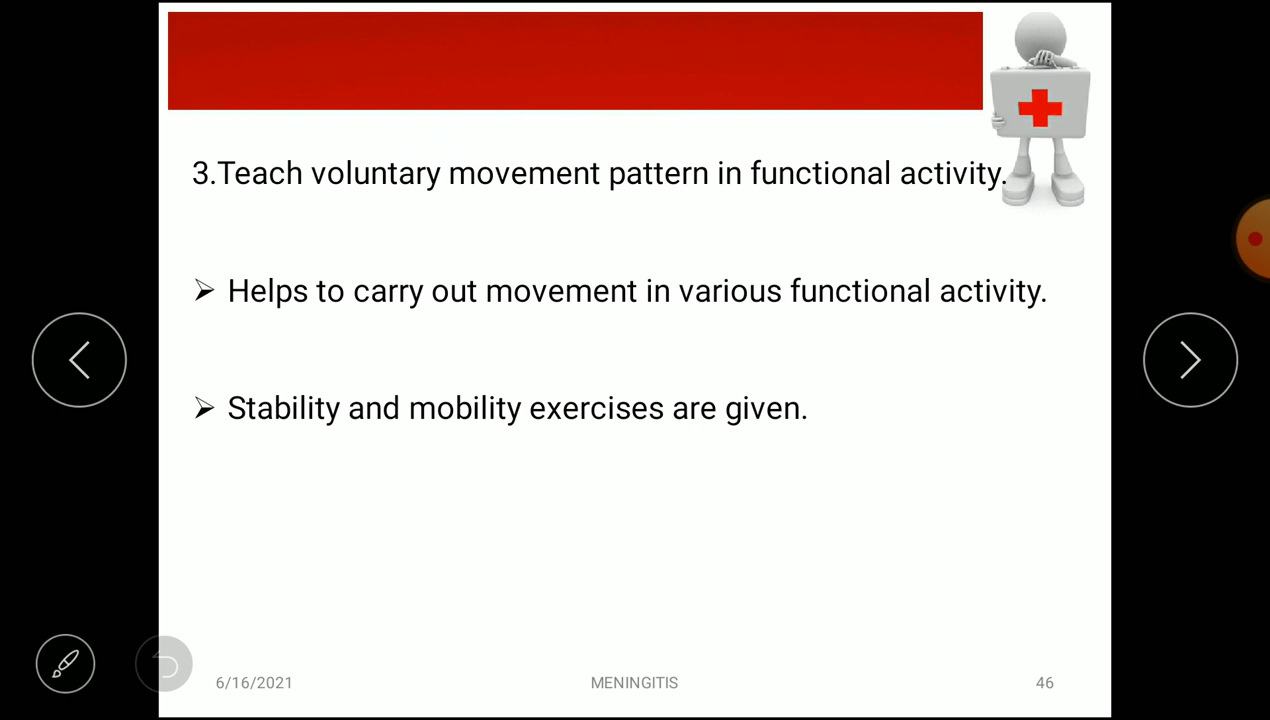 3.Teach voluntary movement pattern in functional activity.
➢ Helps to carry out movement in various functional activity.
➢ Stability and mobility exercises are given.
6/16/2021 MENINGITIS 46